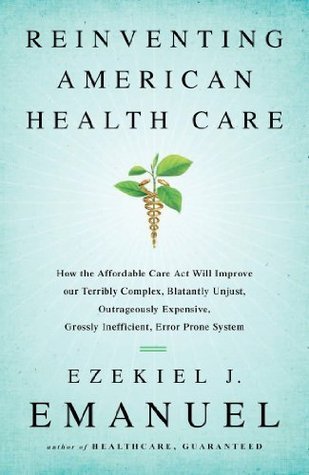 REINVENTING
AMERICAN
HEALTH CARE
How the Affordable Care Act Will Improve
our Terribly Complex, Blatantly Unjust,
Outrageously Expensive,
Grossly Inefficient, Error Prone System
EZEKIEL J.
EMANUEL
author of HEALTHCARE, GUARANTEED